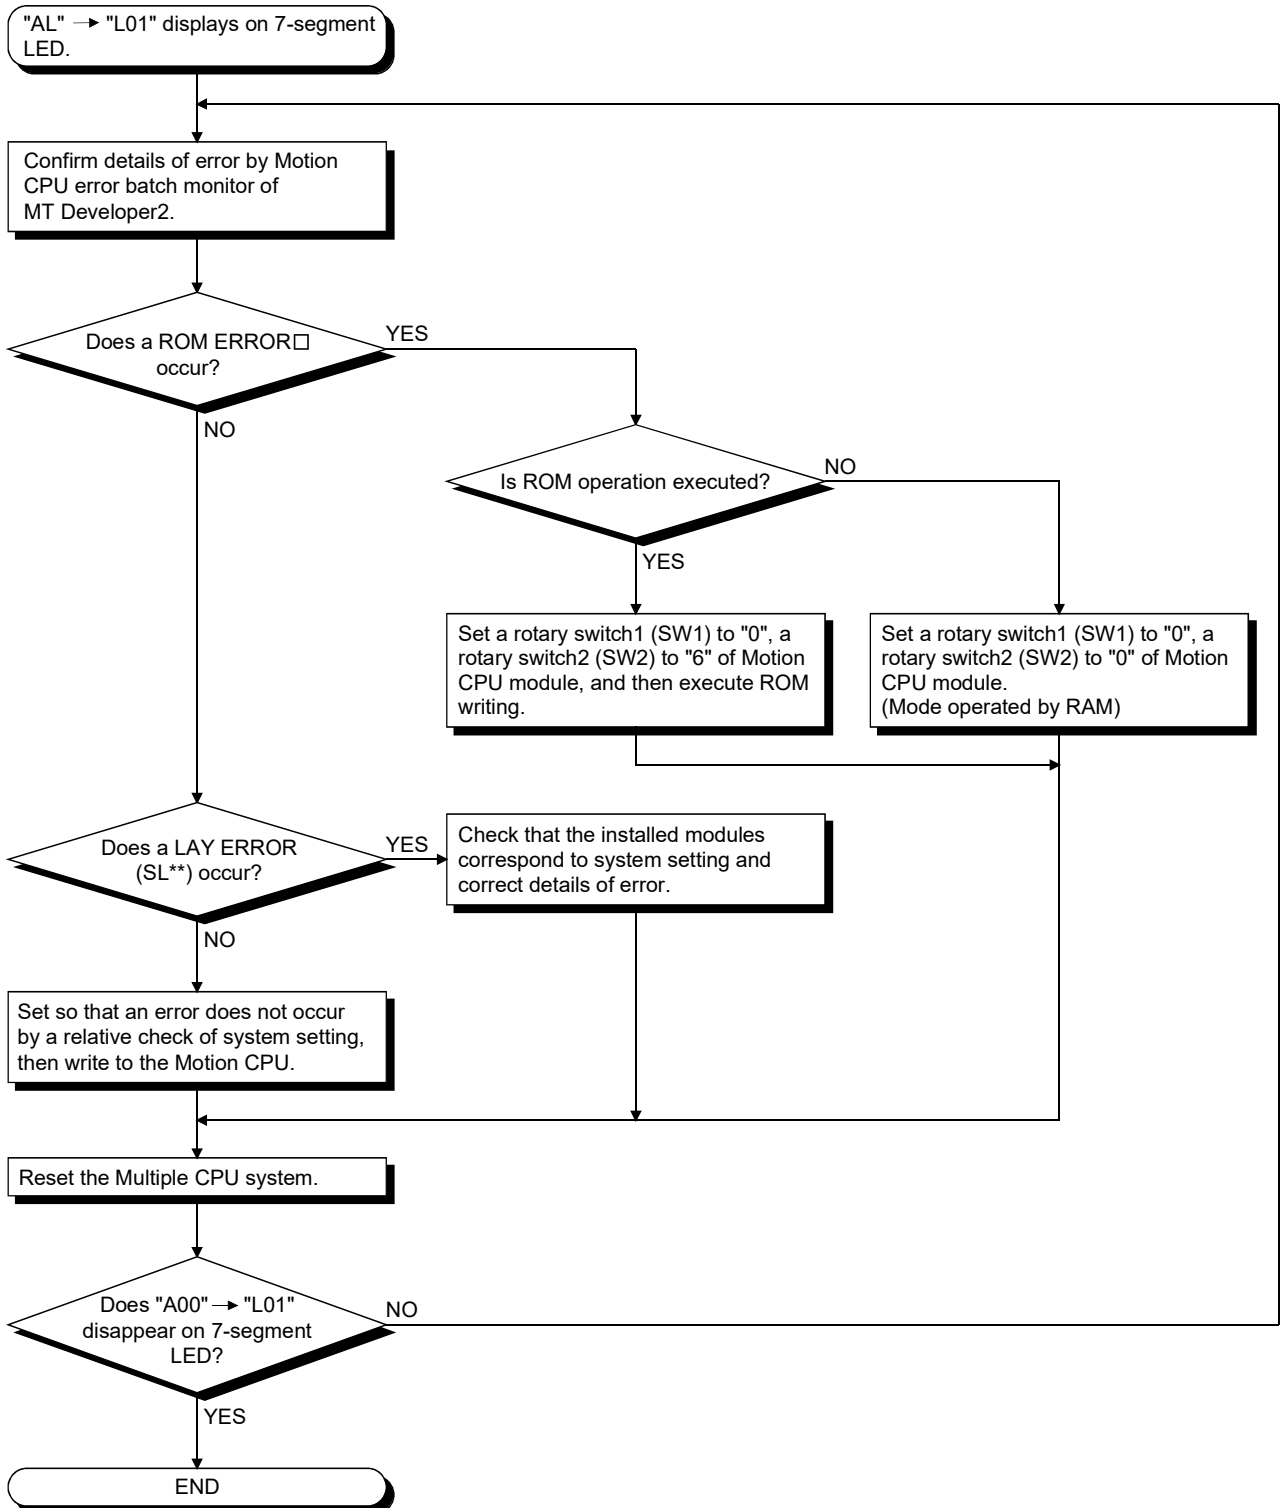 "AL" → "L01" displays on 7-segment
LED.
Confirm details of error by Motion
CPU error batch monitor of
MT Developer2.
Does a ROM ERROR□
occur?
YES
NO
Is ROM operation executed?
NO
YES
Set a rotary switch1 (SW1) to "0", a
rotary switch2 (SW2) to "6" of Motion
CPU module, and then execute ROM
writing.
Set a rotary switch1 (SW1) to "0", a
rotary switch2 (SW2) to "0" of Motion
CPU module.
(Mode operated by RAM)
Does a LAY ERROR
(SL**) occur?
YES
NO
Check that the installed modules
correspond to system setting and
correct details of error.
Set so that an error does not occur
by a relative check of system setting,
then write to the Motion CPU.
Reset the Multiple CPU system.
Does "A00" → "L01"
disappear on 7-segment
LED?
NO
YES
END